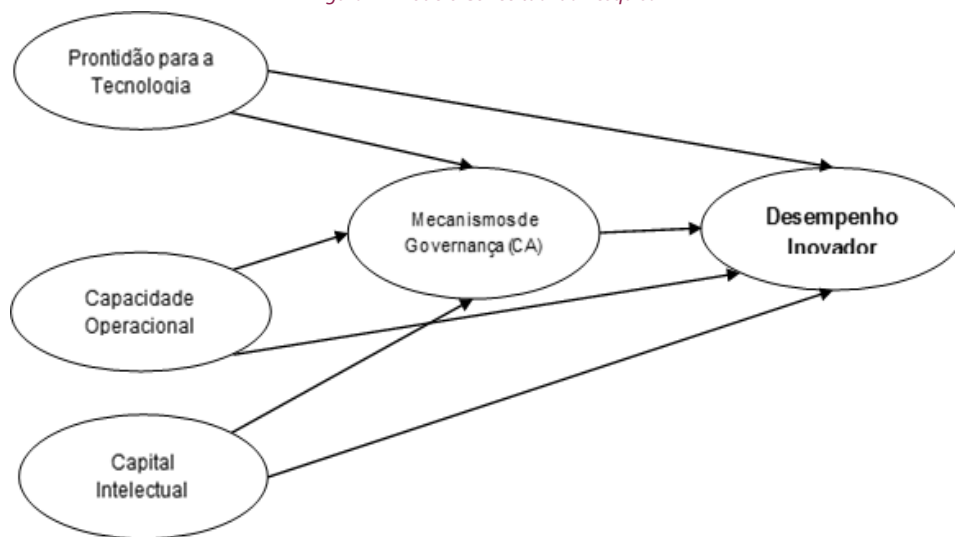 Prontidão para a
Tecnologia
Mecanismos de
Governança (CA)
Desempenho
Inovador
Capacidade
Operacional
Capital
Intelectual